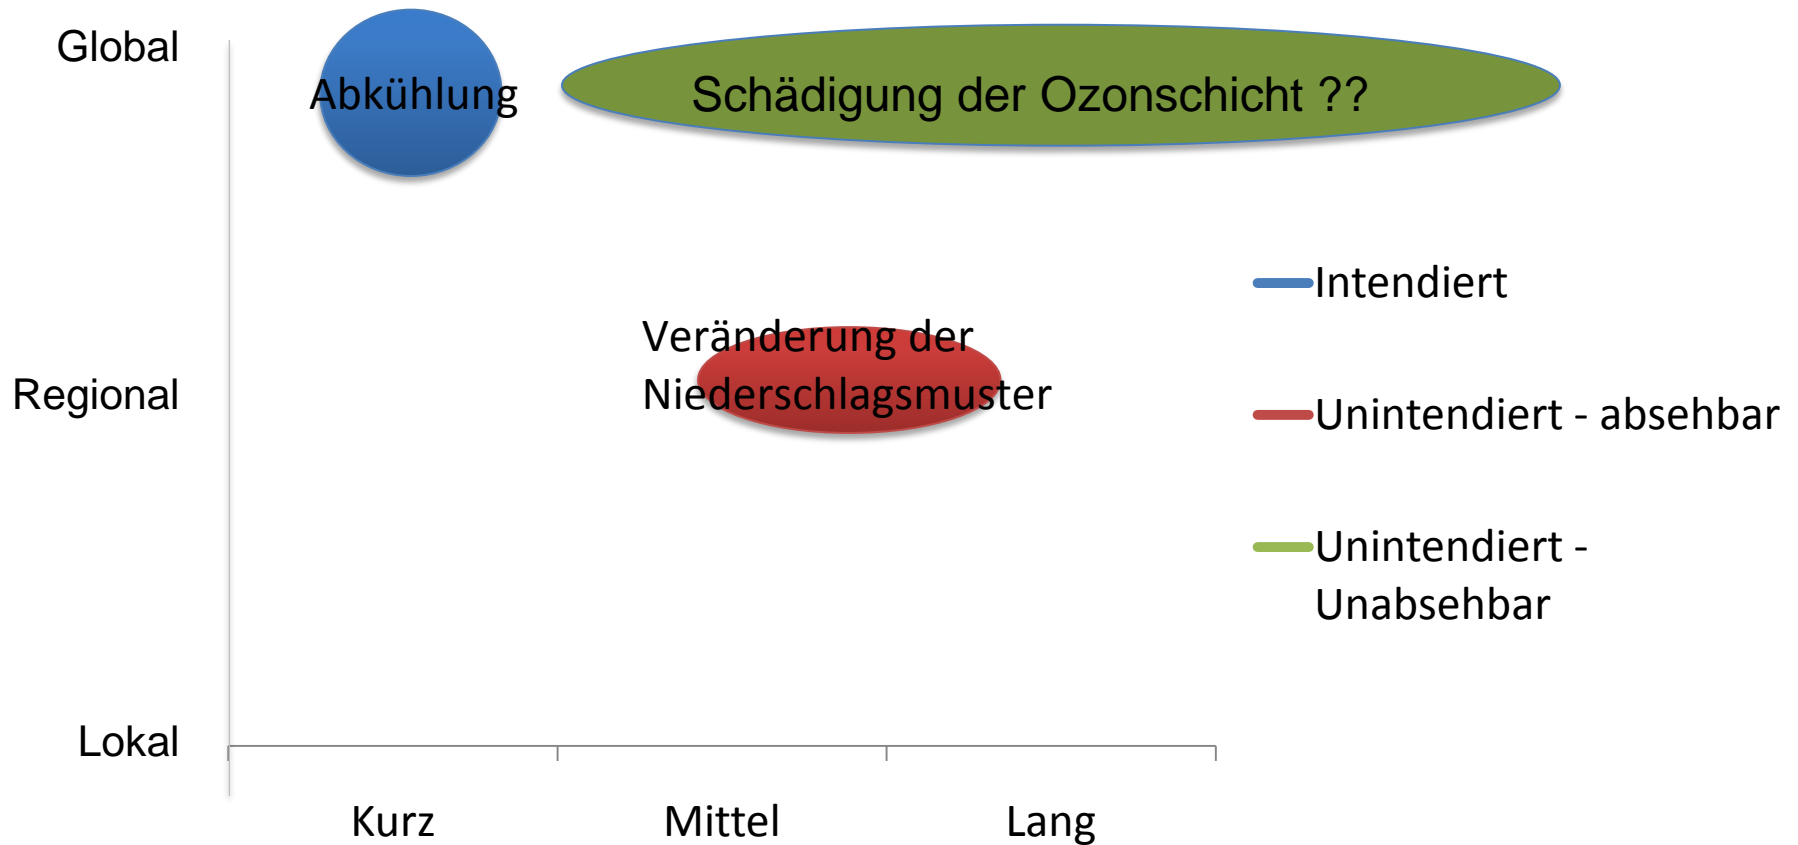 Global
Abkühlung
Schädigung der Ozonschicht ??
Intendiert
Veränderung der
Niederschlagsmuster
Regional
Unintendiert - absehbar
Unintendiert -
Unabsehbar
Lokal
Kurz
Mittel
Lang